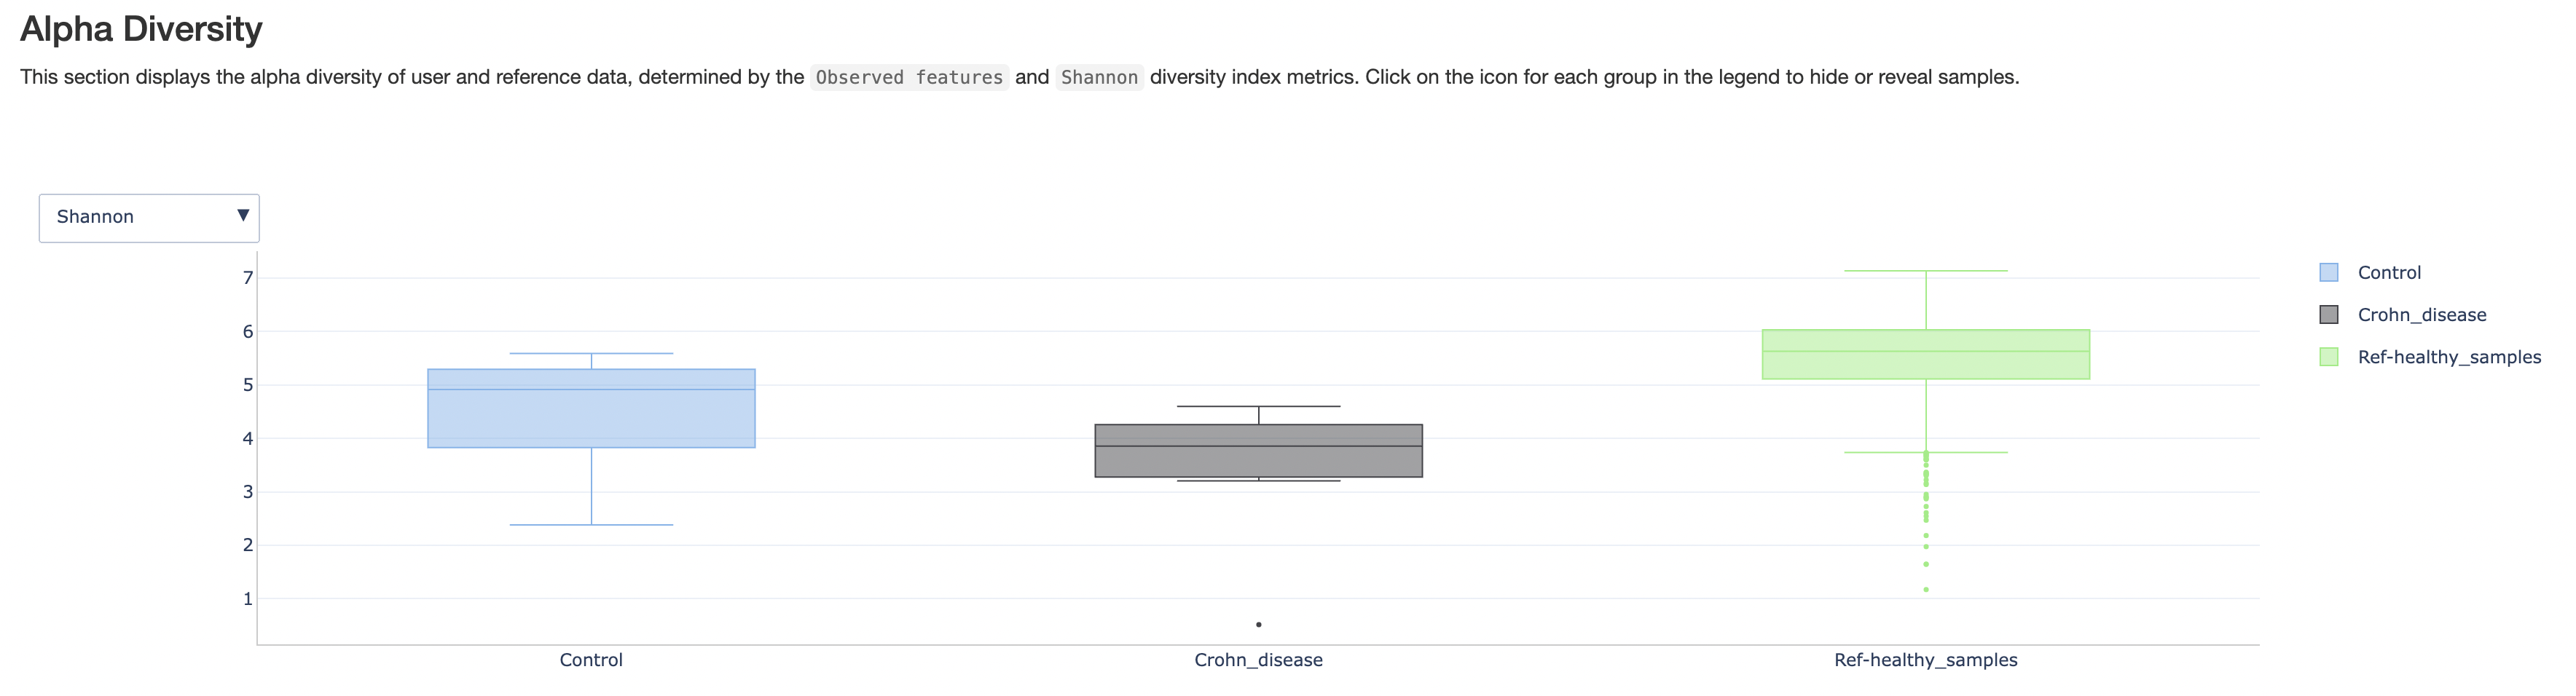 Alpha Diversity
This section displays the alpha diversity of user and reference data, determined by the Observed features and Shannon diversity index metrics. Click on the icon for each group in the legend to hide or reveal samples.
Shannon ▼
7
6
5
4
3
2
1
Control
Crohn_disease
Ref-healthy_samples
Control
Crohn_disease
Ref-healthy_samples